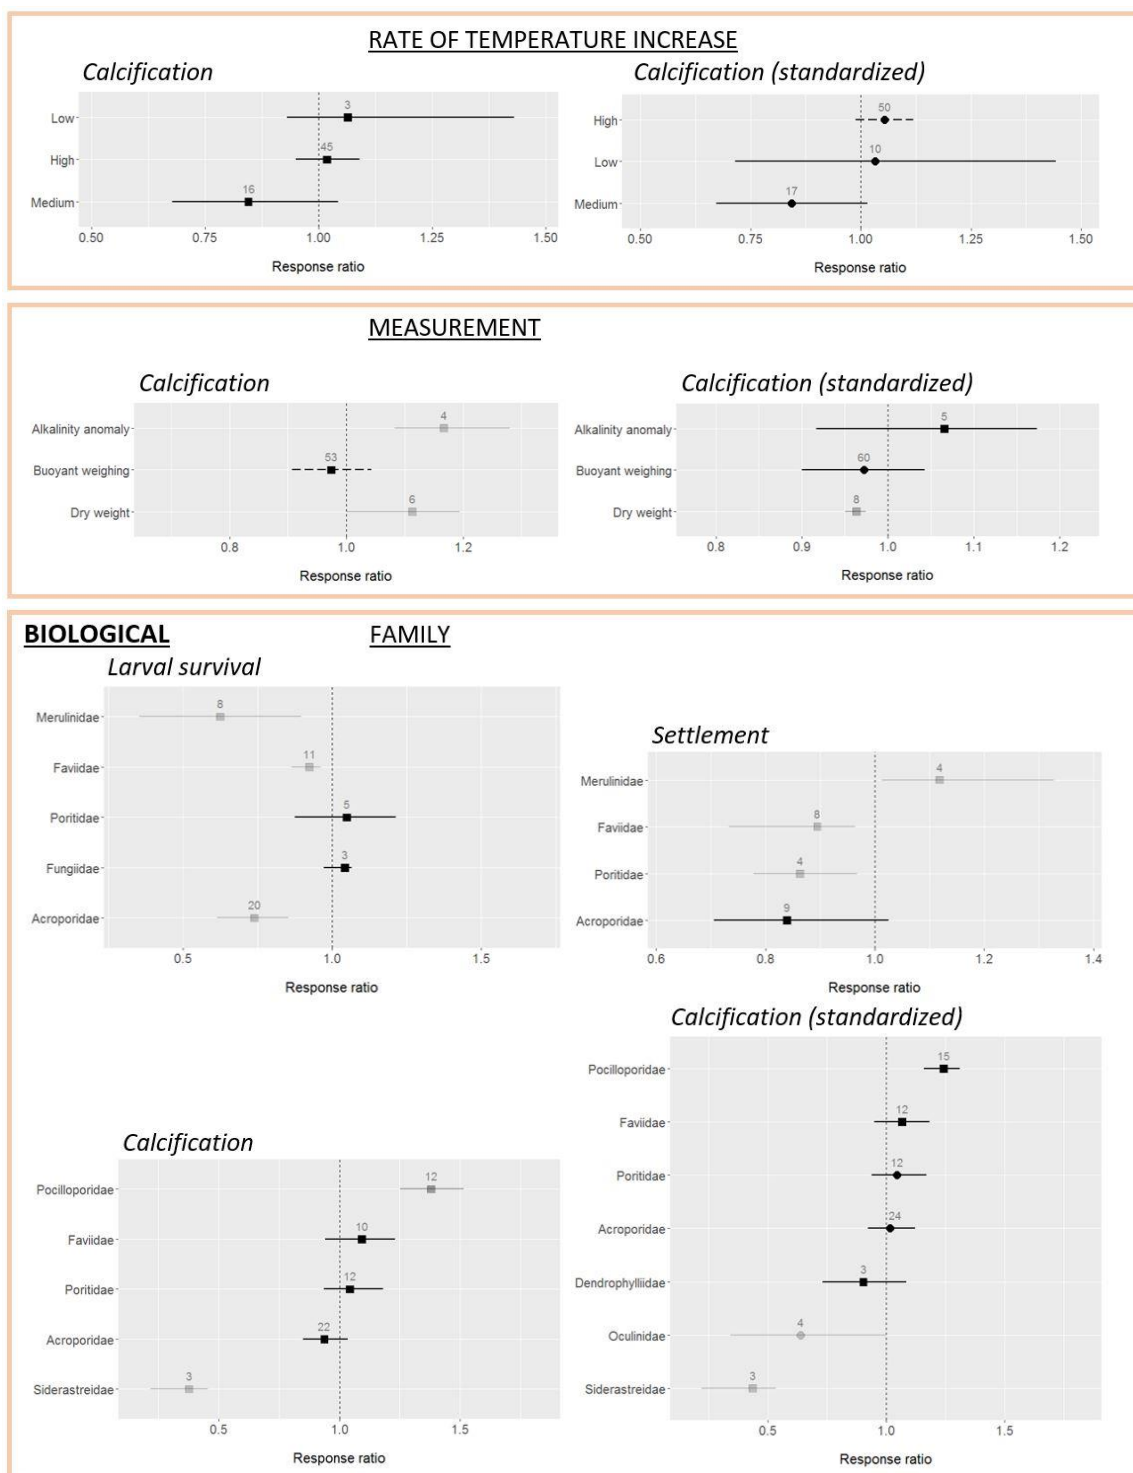 RATE OF TEMPERATURE INCREASE
Calcification
3
Low
45
High
16
Medium
0.50 0.75 1.00 1.25 1.50
Response ratio
Calcification (standardized)
50
High
10
Low
17
Medium
0.50 0.75 1.00 1.25 1.50
Response ratio
MEASUREMENT
Calcification
4
Alkalinity anomaly
53
Buoyant weighing
6
Dry weight
0.8 1.0 1.2
Response ratio
Calcification (standardized)
5
Alkalinity anomaly
60
Buoyant weighing
8
Dry weight
0.8 0.9 1.0 1.1 1.2
Response ratio
BIOLOGICAL FAMILY
Larval survival
8
Merulinidae
11
Faviidae
5
Poritidae
3
Fungiidae
20
Acroporidae
0.5 1.0 1.5
Response ratio
Settlement
4
Merulinidae
8
Faviidae
4
Poritidae
9
Acroporidae
0.6 0.8 1.0 1.2 1.4
Response ratio
Calcification
12
Pocilloporidae
10
Faviidae
12
Poritidae
22
Acroporidae
3
Siderastreidae
0.5 1.0 1.5
Response ratio
Calcification (standardized)
15
Pocilloporidae
12
Faviidae
12
Poritidae
24
Acroporidae
3
Dendrophylliidae
4
Oculinidae
3
Siderastreidae
0.5 1.0 1.5
Response ratio